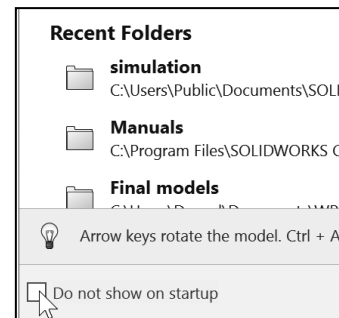 Recent Folders
simulation
C:\Users\Public\Documents\SOLI
Manuals
C:\Program Files\SOLIDWORKS C
Final models
Arrow keys rotate the model. Ctrl + A
Do not show on startup